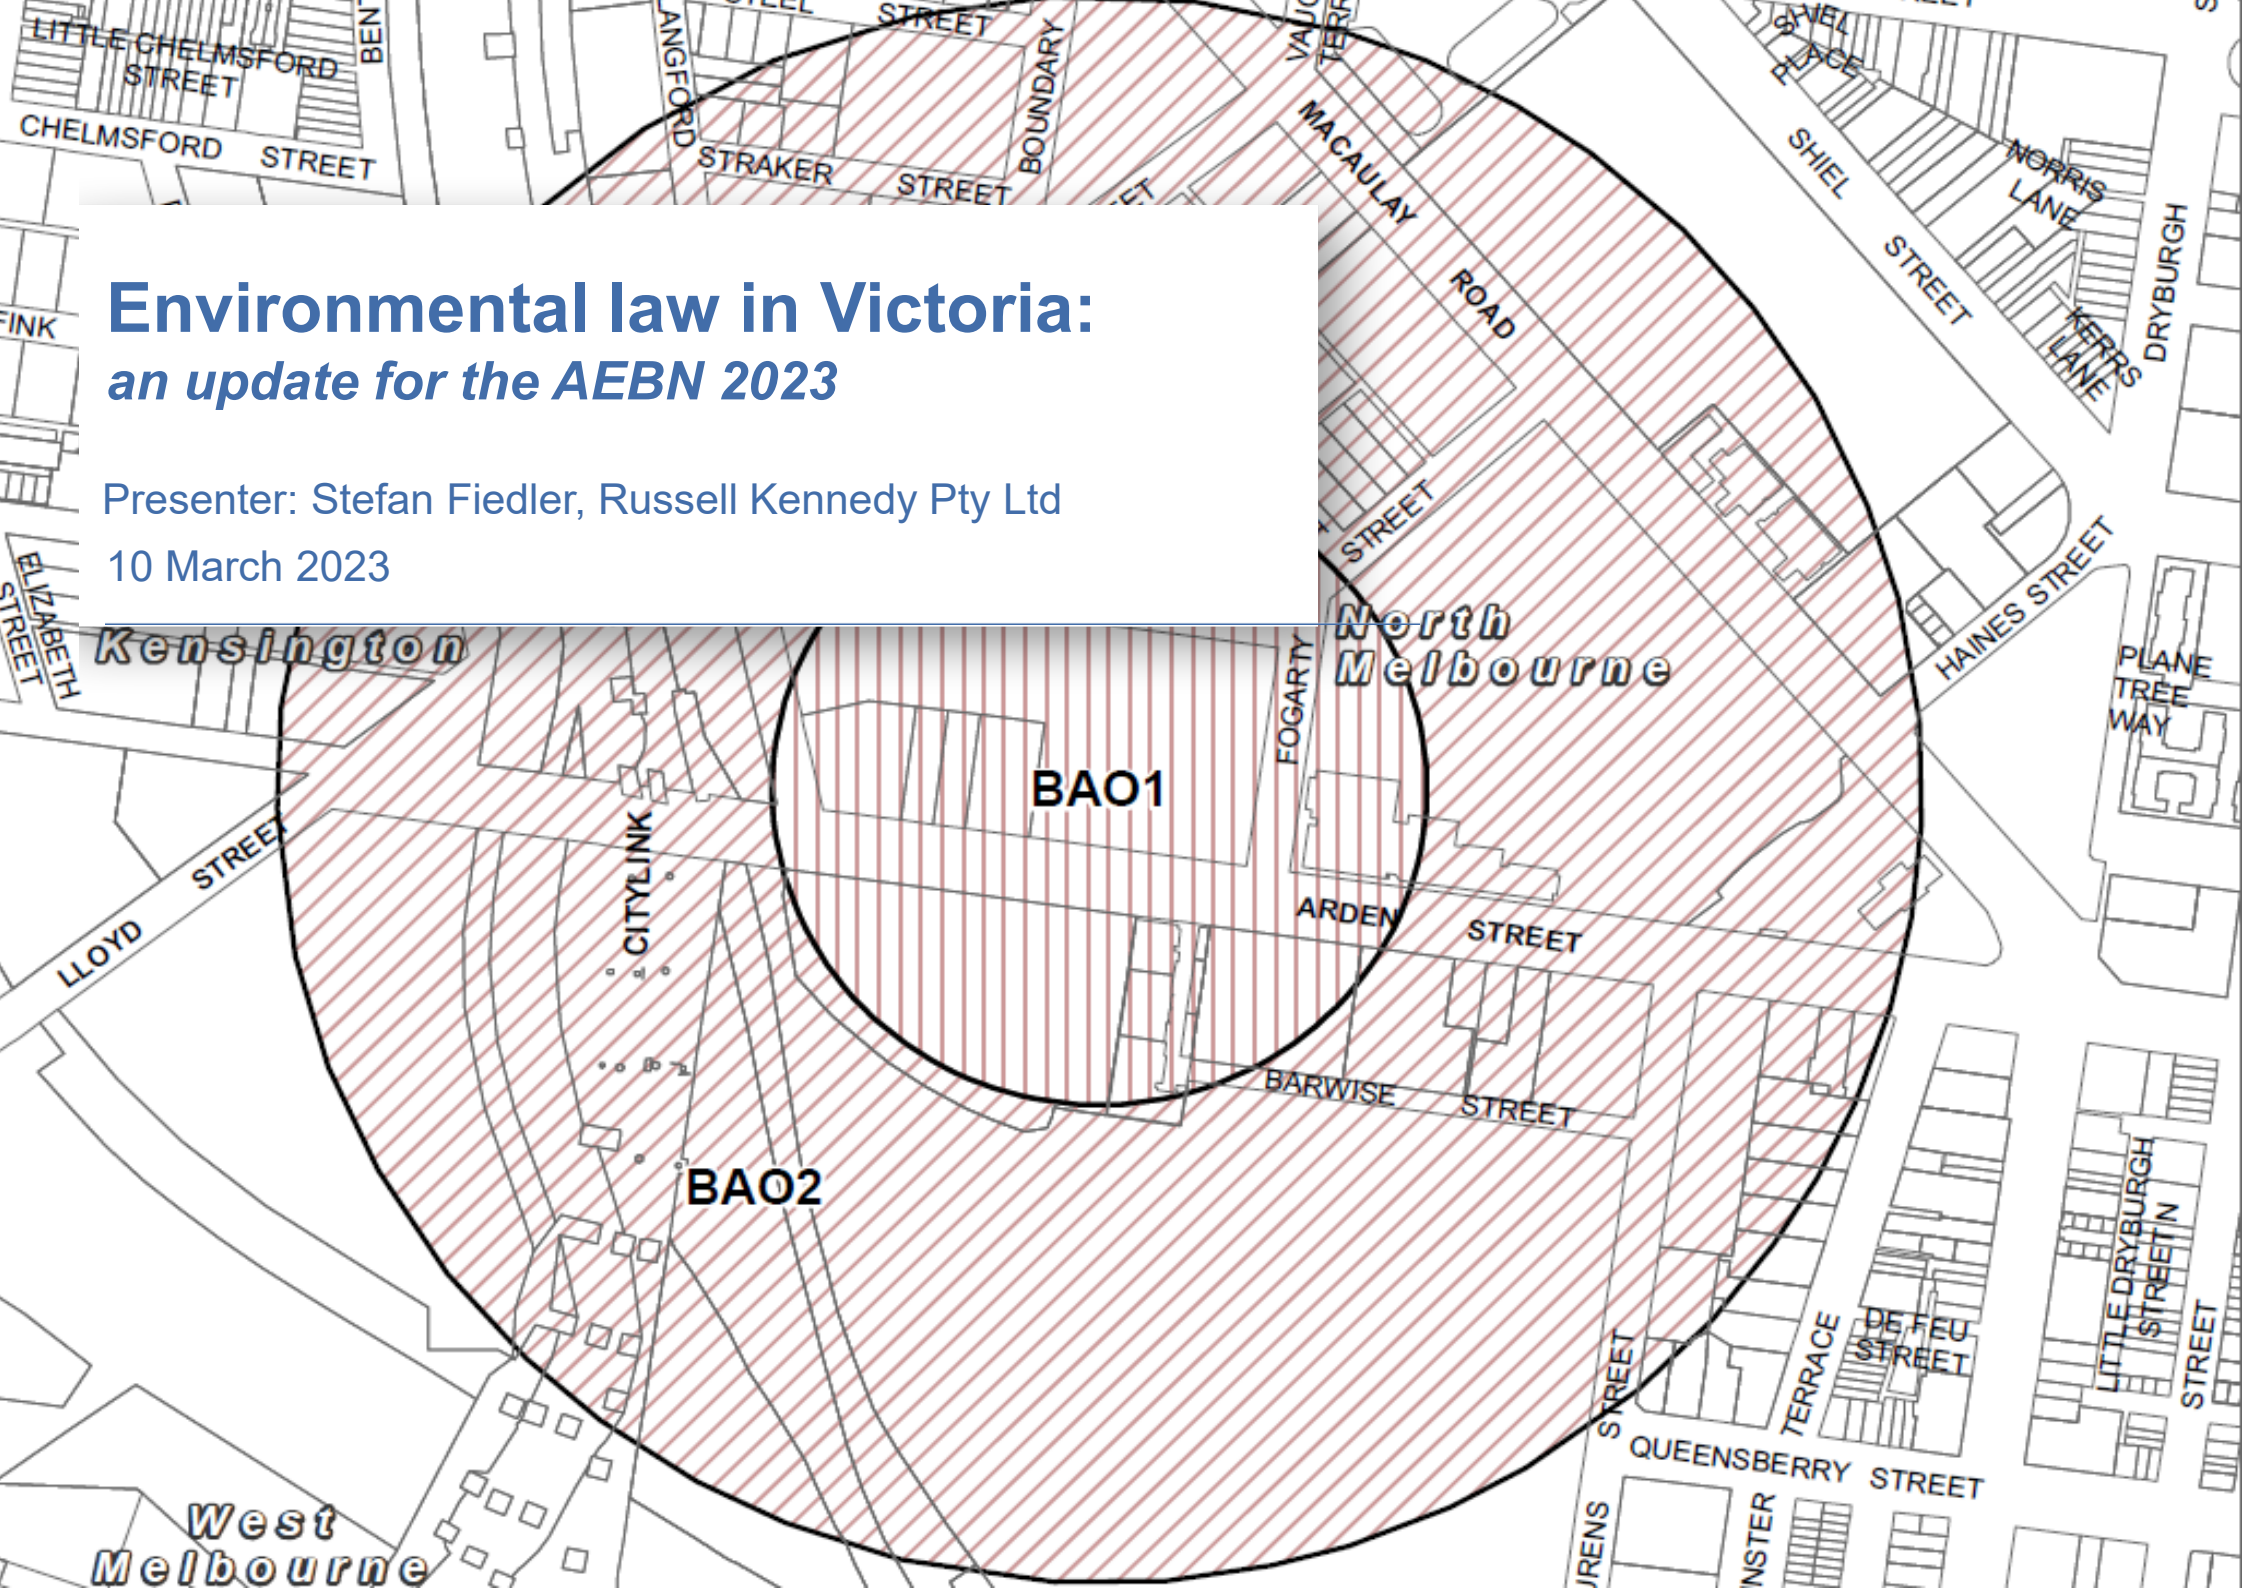 STREET
LITTLE CHELMSFORD
STREET
CHELMSFORD STREET
LANGFORD
BOUNDARY
STRAKER STREET
MACAULAY
ROAD
SHIEL
PLACE
SHIEL
STREET
NORRIS
LANE
KERRS
LANE
DRYBURGH
Environmental law in Victoria:
an update for the AEBN 2023
Presenter: Stefan Fiedler, Russell Kennedy Pty Ltd
10 March 2023
STREET
HAINES STREET
ELIZABETH
STREET
Kensington
North
Melbourne
PLANE
TREE
WAY
FOGARTY
BAO1
CITYLINK
LLOYD STREET
ARDEN STREET
BARWISE STREET
BAO2
LITTLE DRYBURGH
STREET N
STREET
DE FEU
STREET
TERRACE
STREET
QUEENSBERRY STREET
West
Melbourne